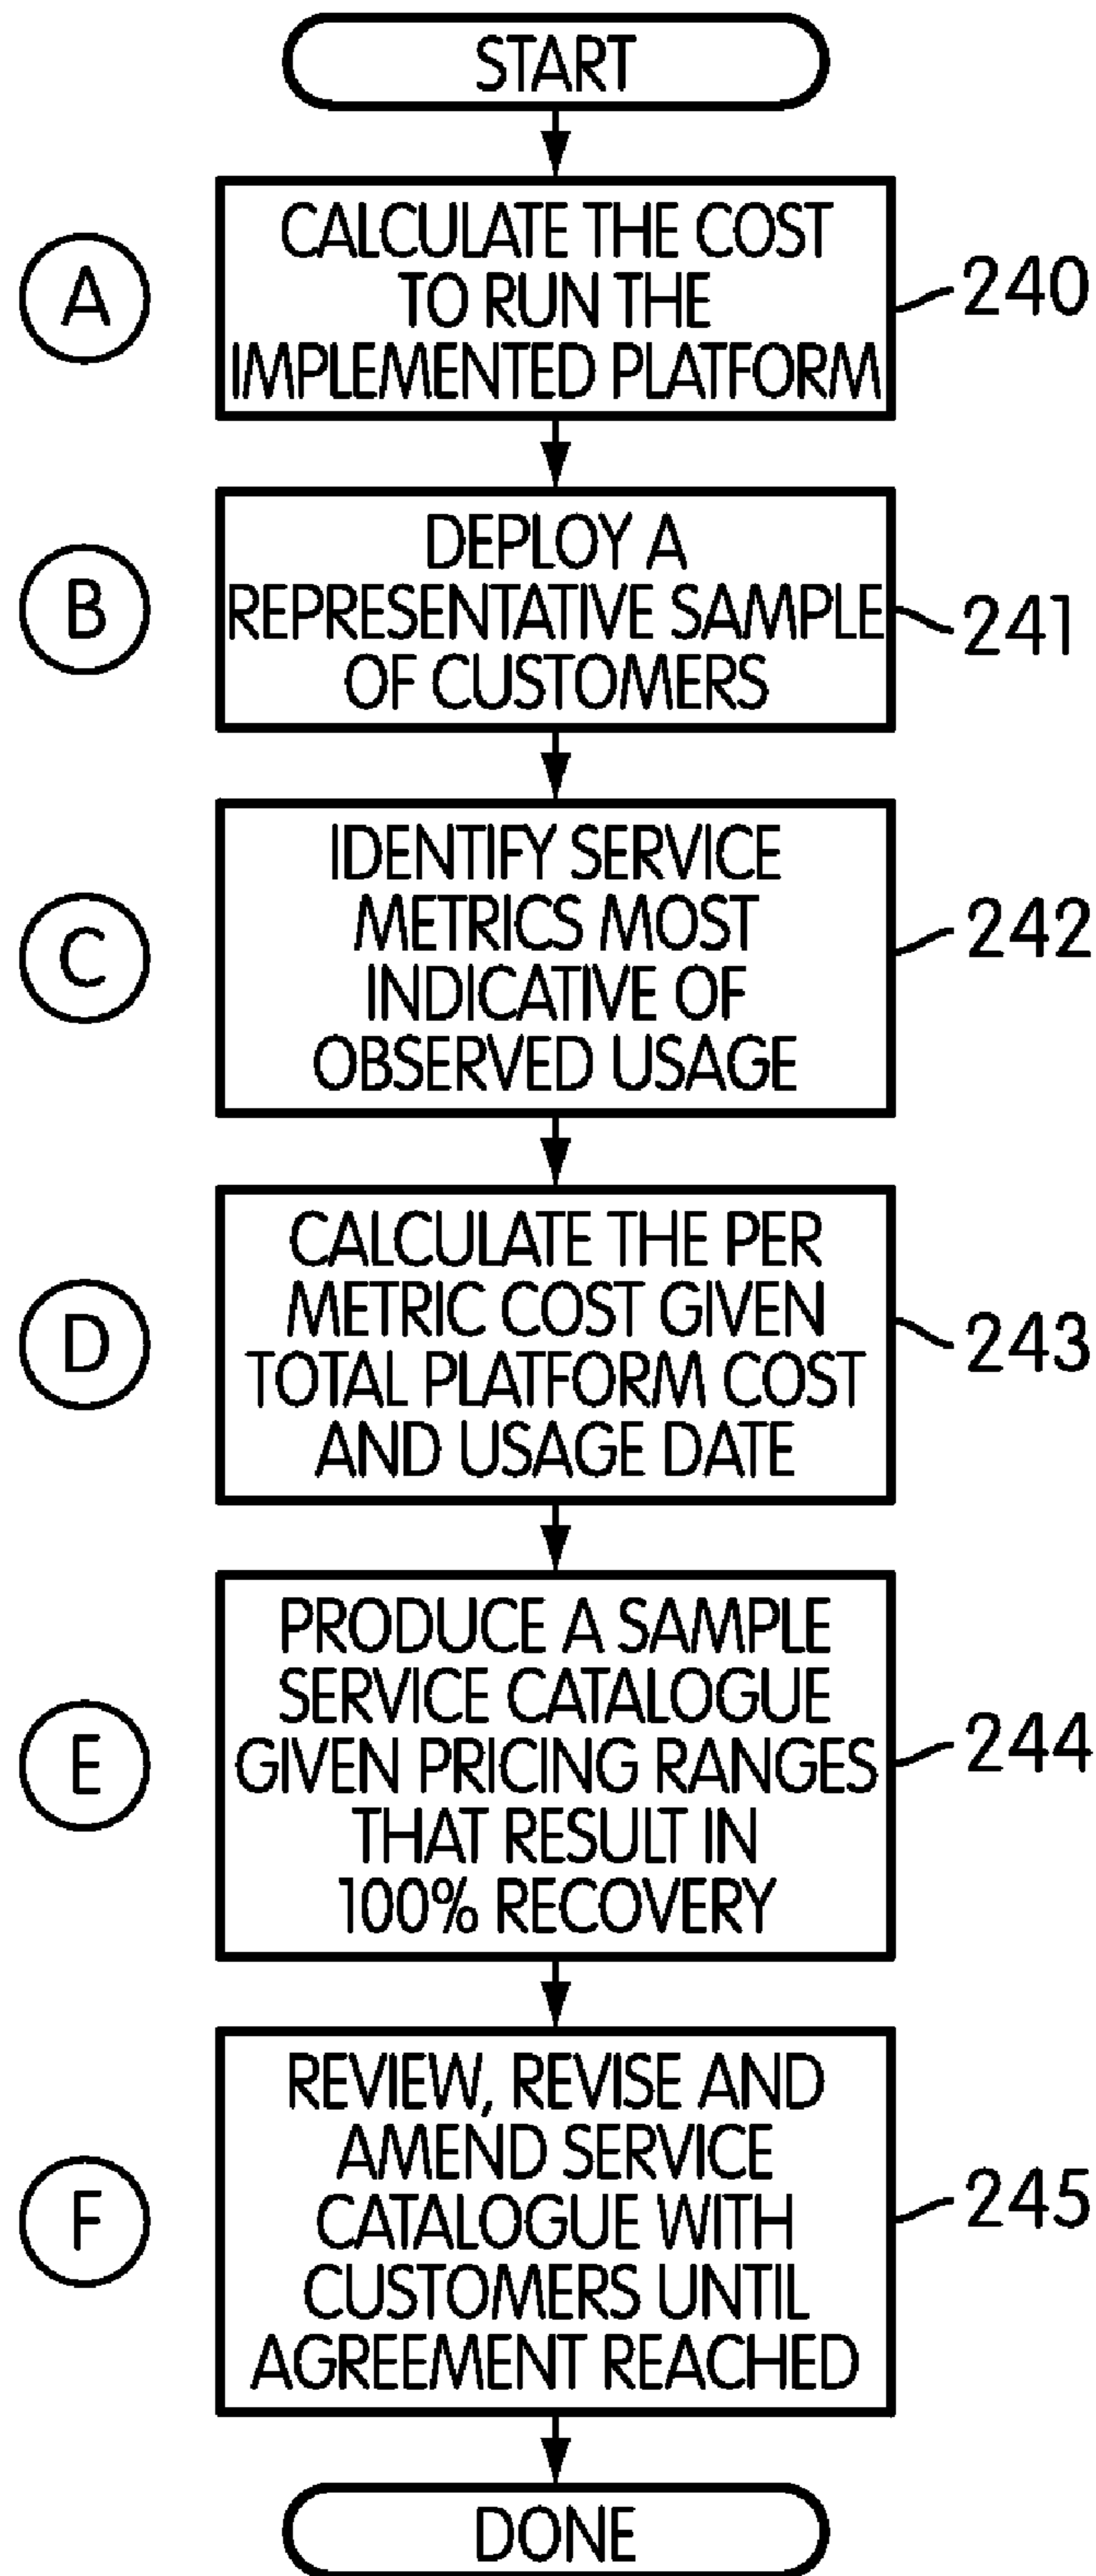 START
A
CALCULATE THE COST
TO RUN THE
IMPLEMENTED PLATFORM
240
B
DEPLOY A
REPRESENTATIVE SAMPLE
OF CUSTOMERS
241
C
IDENTIFY SERVICE
METRICS MOST
INDICATIVE OF
OBSERVED USAGE
242
D
CALCULATE THE PER
METRIC COST GIVEN
TOTAL PLATFORM COST
AND USAGE DATE
243
E
PRODUCE A SAMPLE
SERVICE CATALOGUE
GIVEN PRICING RANGES
THAT RESULT IN
100% RECOVERY
244
F
REVIEW, REVISE AND
AMEND SERVICE
CATALOGUE WITH
CUSTOMERS UNTIL
AGREEMENT REACHED
245
DONE